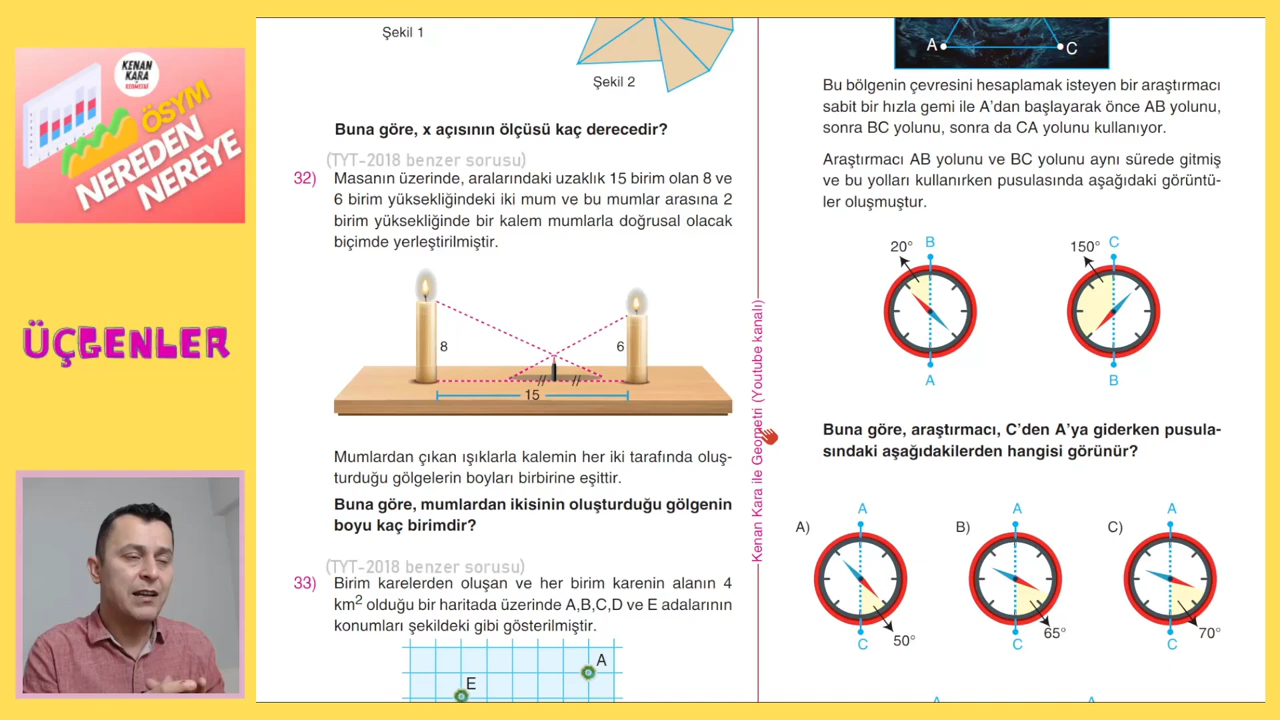 KENAN
KARA
GEOMETRİ
ÖSYM
NEREDEN
NEREYE
ÜÇGENLER
Şekil 1
Şekil 2
Buna göre, x açısının ölçüsü kaç derecedir?
(TYT-2018 benzer sorusu)
32) Masanın üzerinde, aralarındaki uzaklık 15 birim olan 8 ve
6 birim yüksekliğindeki iki mum ve bu mumlar arasına 2
birim yüksekliğinde bir kalem mumlarla doğrusal olacak
biçimde yerleştirilmiştir.
8
6
15
Mumlardan çıkan ışıklarla kalemin her iki tarafında oluş-
turduğu gölgelerin boyları birbirine eşittir.
Buna göre, mumlardan ikisinin oluşturduğu gölgenin
boyu kaç birimdir?
(TYT-2018 benzer sorusu)
33) Birim karelerden oluşan ve her birim karenin alanın 4
km2 olduğu bir haritada üzerinde A,B,C,D ve E adalarının
konumları şekildeki gibi gösterilmiştir.
A
E
Kenan Kara ile Geometri (Youtube kanalı)
A
C
Bu bölgenin çevresini hesaplamak isteyen bir araştırmacı
sabit bir hızla gemi ile A'dan başlayarak önce AB yolunu,
sonra BC yolunu, sonra da CA yolunu kullanıyor.
Araştırmacı AB yolunu ve BC yolunu aynı sürede gitmiş
ve bu yolları kullanırken pusulasında aşağıdaki görüntü-
ler oluşmuştur.
20°
B
150°
C
A
B
Buna göre, araştırmacı, C'den A'ya giderken pusula-
sındaki aşağıdakilerden hangisi görünür?
A)
A
B)
A
C)
A
C
50°
C
65°
C
70°